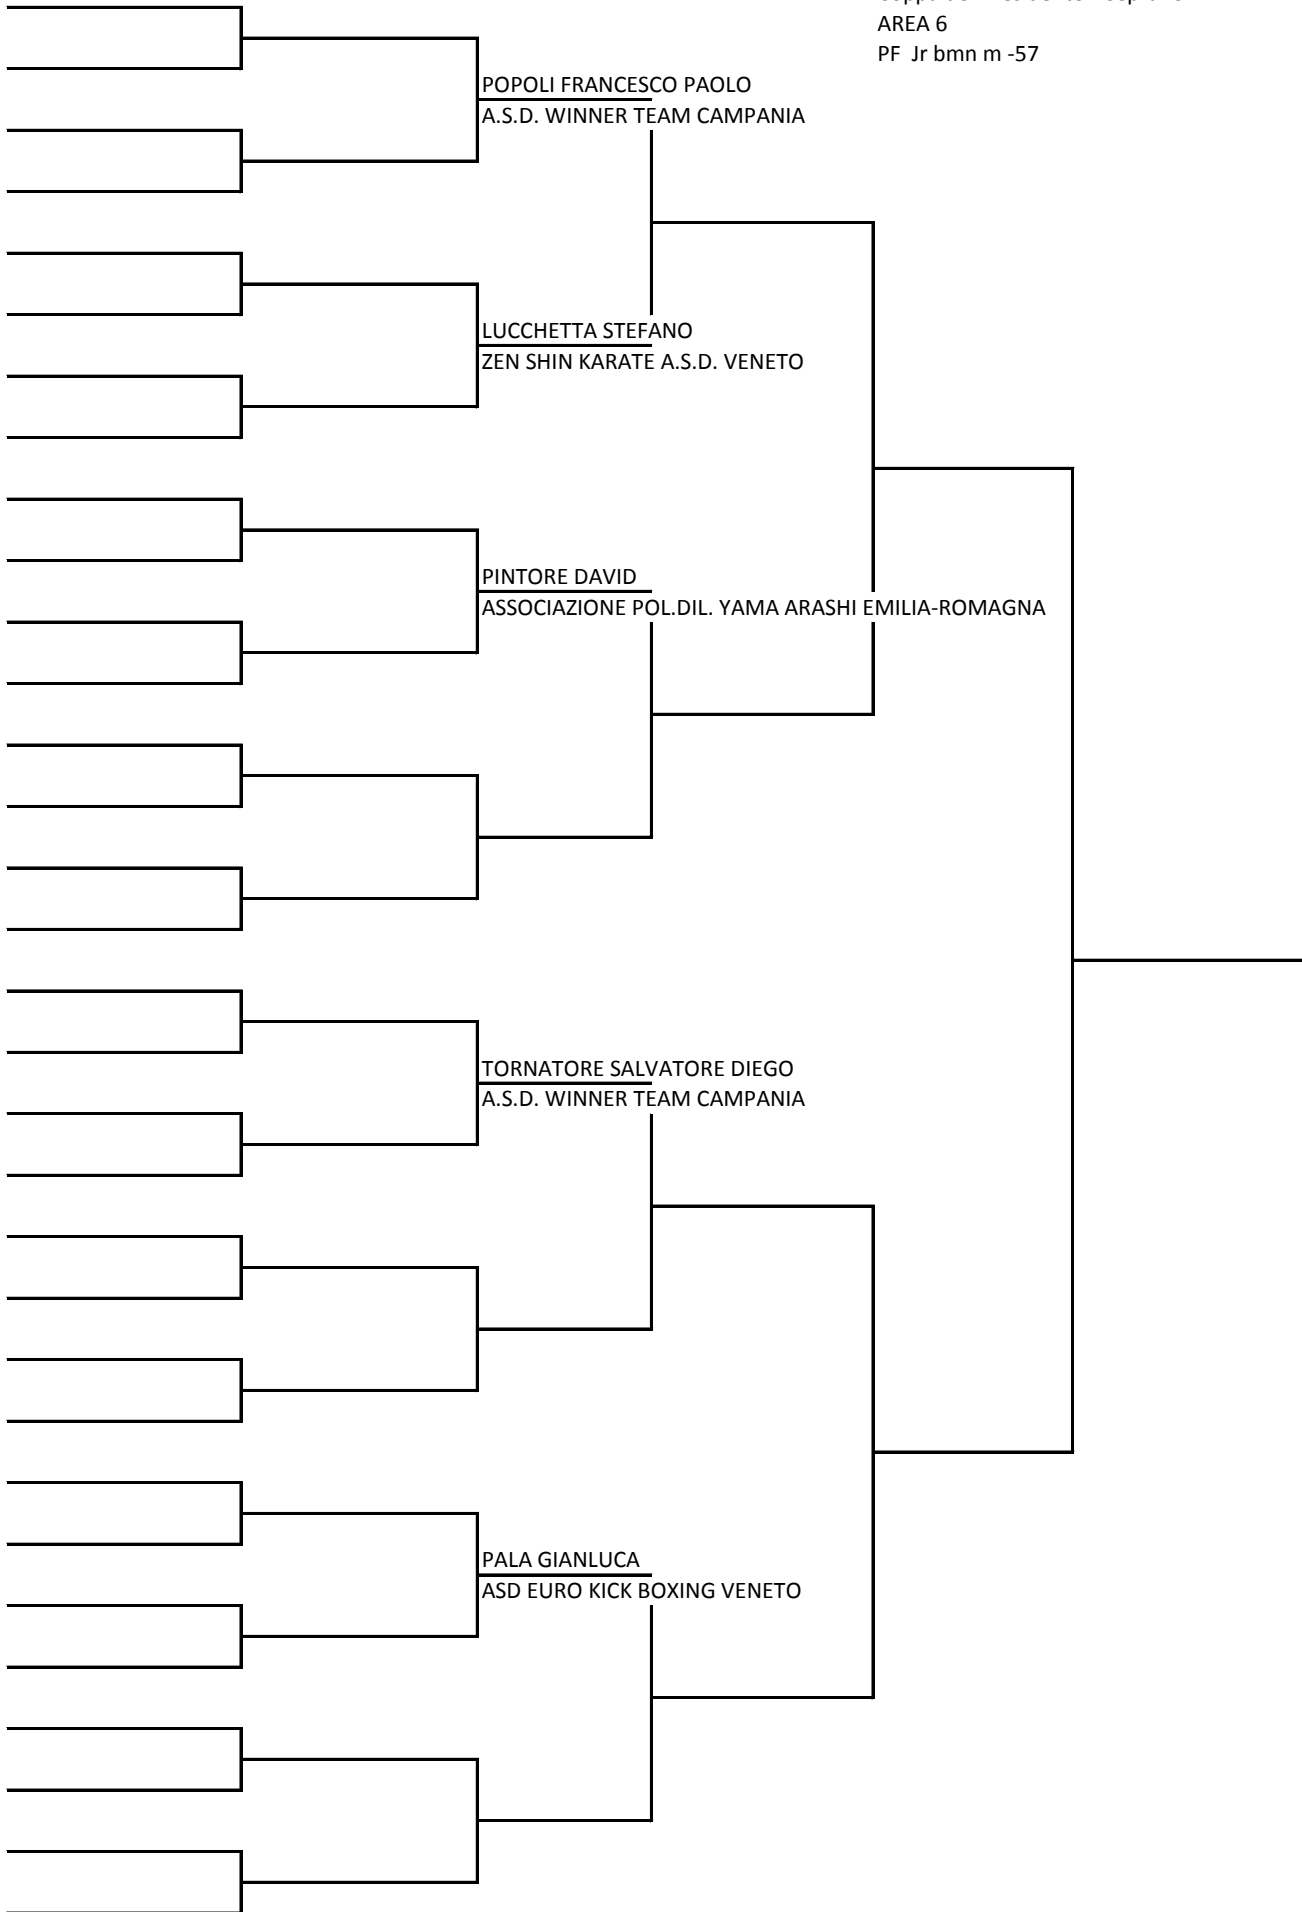 AREA 6
PF Jr bmn m -57
POPOLI FRANCESCO PAOLO
A.S.D. WINNER TEAM CAMPANIA
LUCCHETTA STEFANO
ZEN SHIN KARATE A.S.D. VENETO
PINTORE DAVID
ASSOCIAZIONE POL.DIL. YAMA ARASHI EMILIA-ROMAGNA
TORNATORE SALVATORE DIEGO
A.S.D. WINNER TEAM CAMPANIA
PALA GIANLUCA
ASD EURO KICK BOXING VENETO